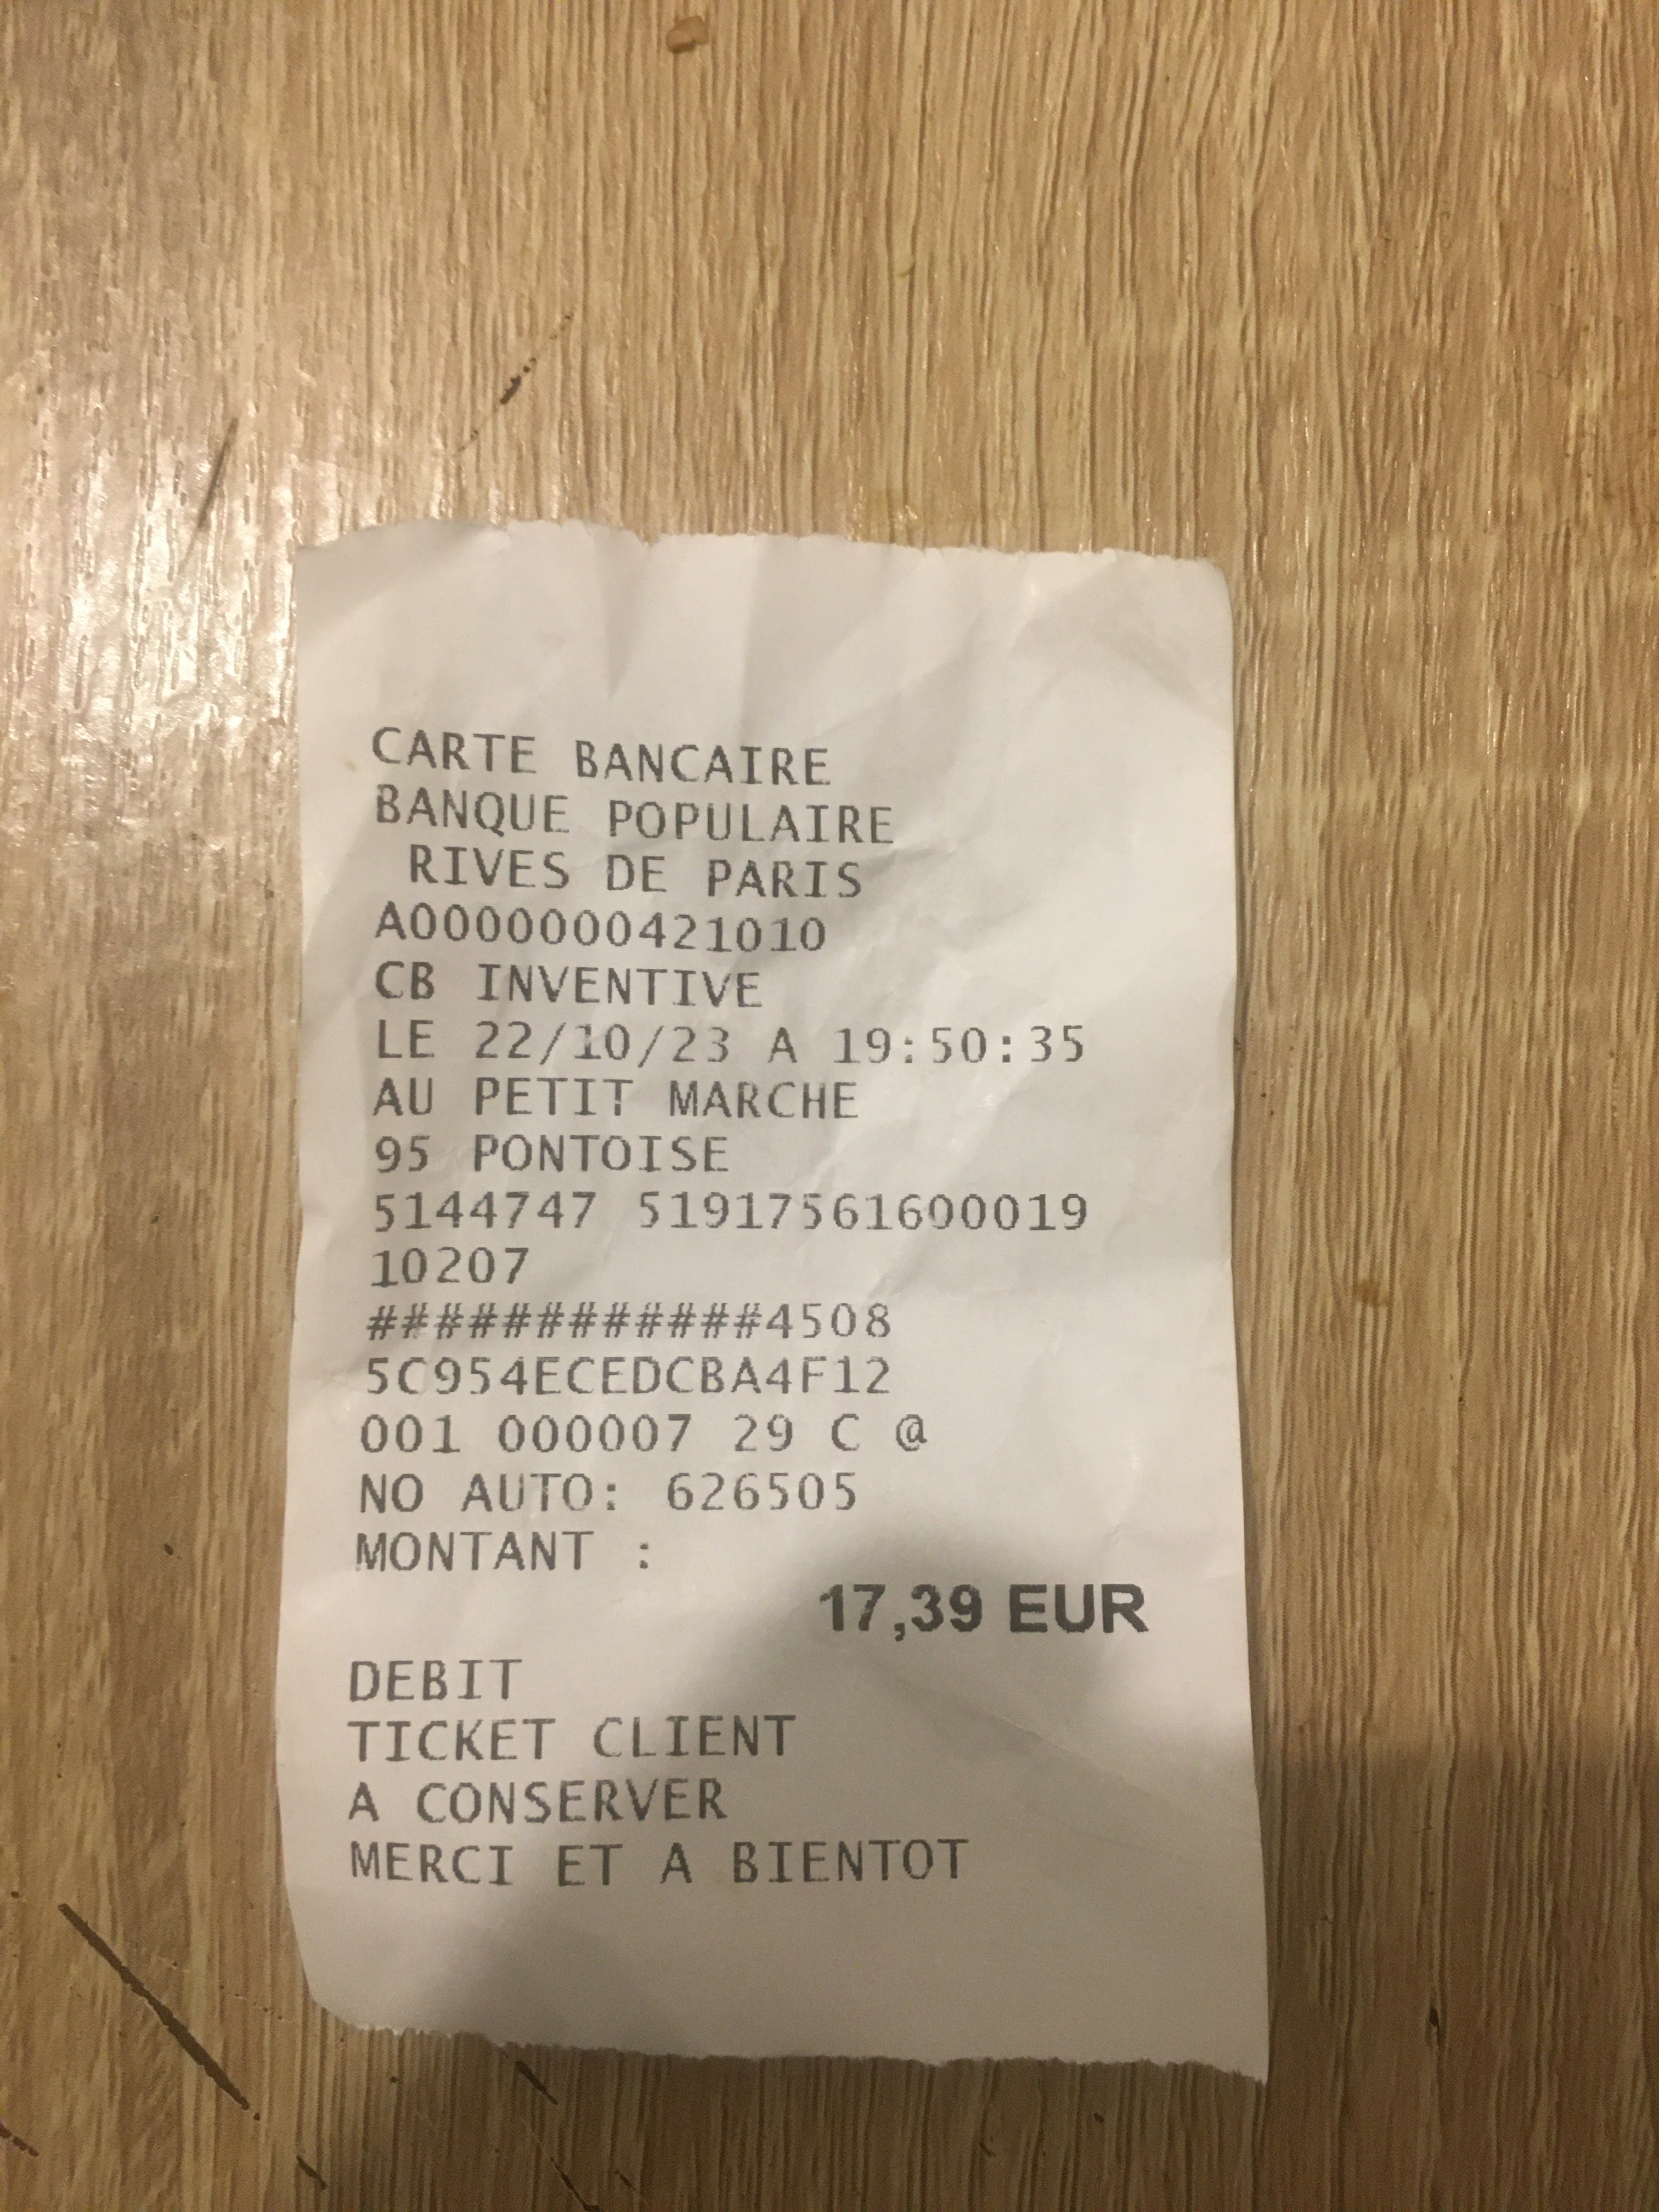 CARTE BANCAIRE
BANQUE POPULAIRE
RIVES DE PARIS
A0000000421010
CB INVENTIVE
LE 22/10/23 A 19:50:35
AU PETIT MARCHE
95 PONTOISE
5144747 51917561600019
10207
############4508
5C954ECEDCBA4F12
001 000007 29 C @
NO AUTO: 626505
MONTANT :
17,39 EUR
DEBIT
TICKET CLIENT
A CONSERVER
MERCI ET A BIENTOT